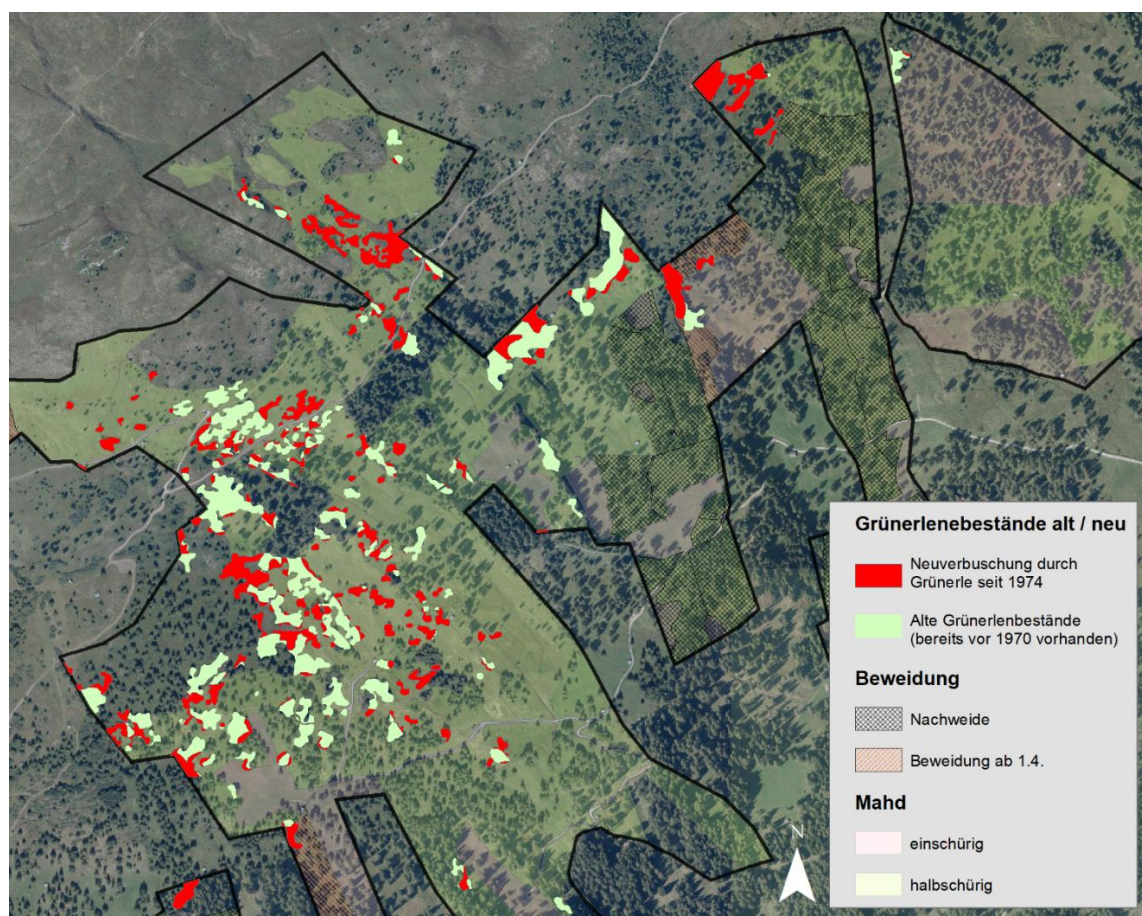 N
Grünerlenebestände alt / neu
Neuverbuschung durch
Grünerle seit 1974
Alte Grünerlenbestände
(bereits vor 1970 vorhanden)
Beweidung
Nachweide
Beweidung ab 1.4.
Mahd
einschürig
halbschürig